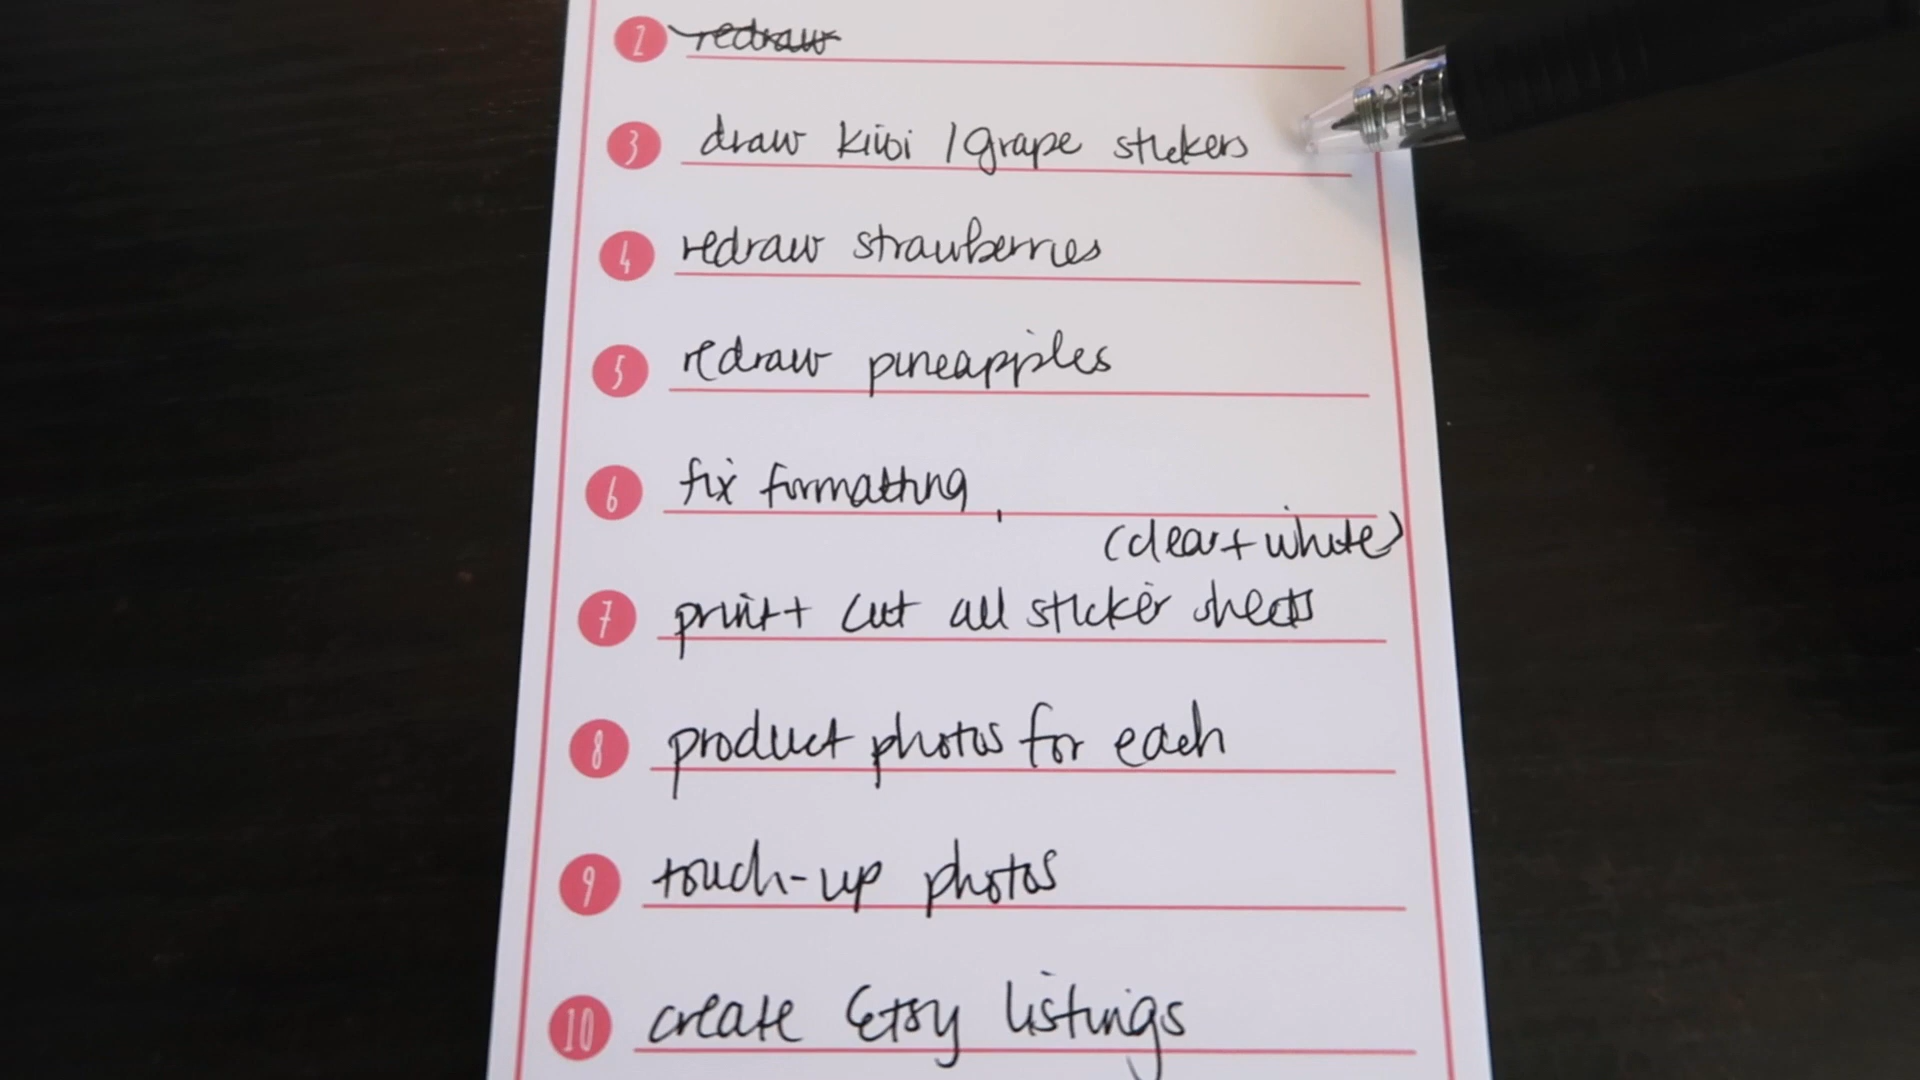 2 redraw
3 draw kiwi / grape stickers
4 redraw strawberries
5 redraw pineapples
6 fix formatting
(clear + white)
7 print + cut all sticker sheets
8 product photos for each
9 touch-up photos
10 create Etsy listings